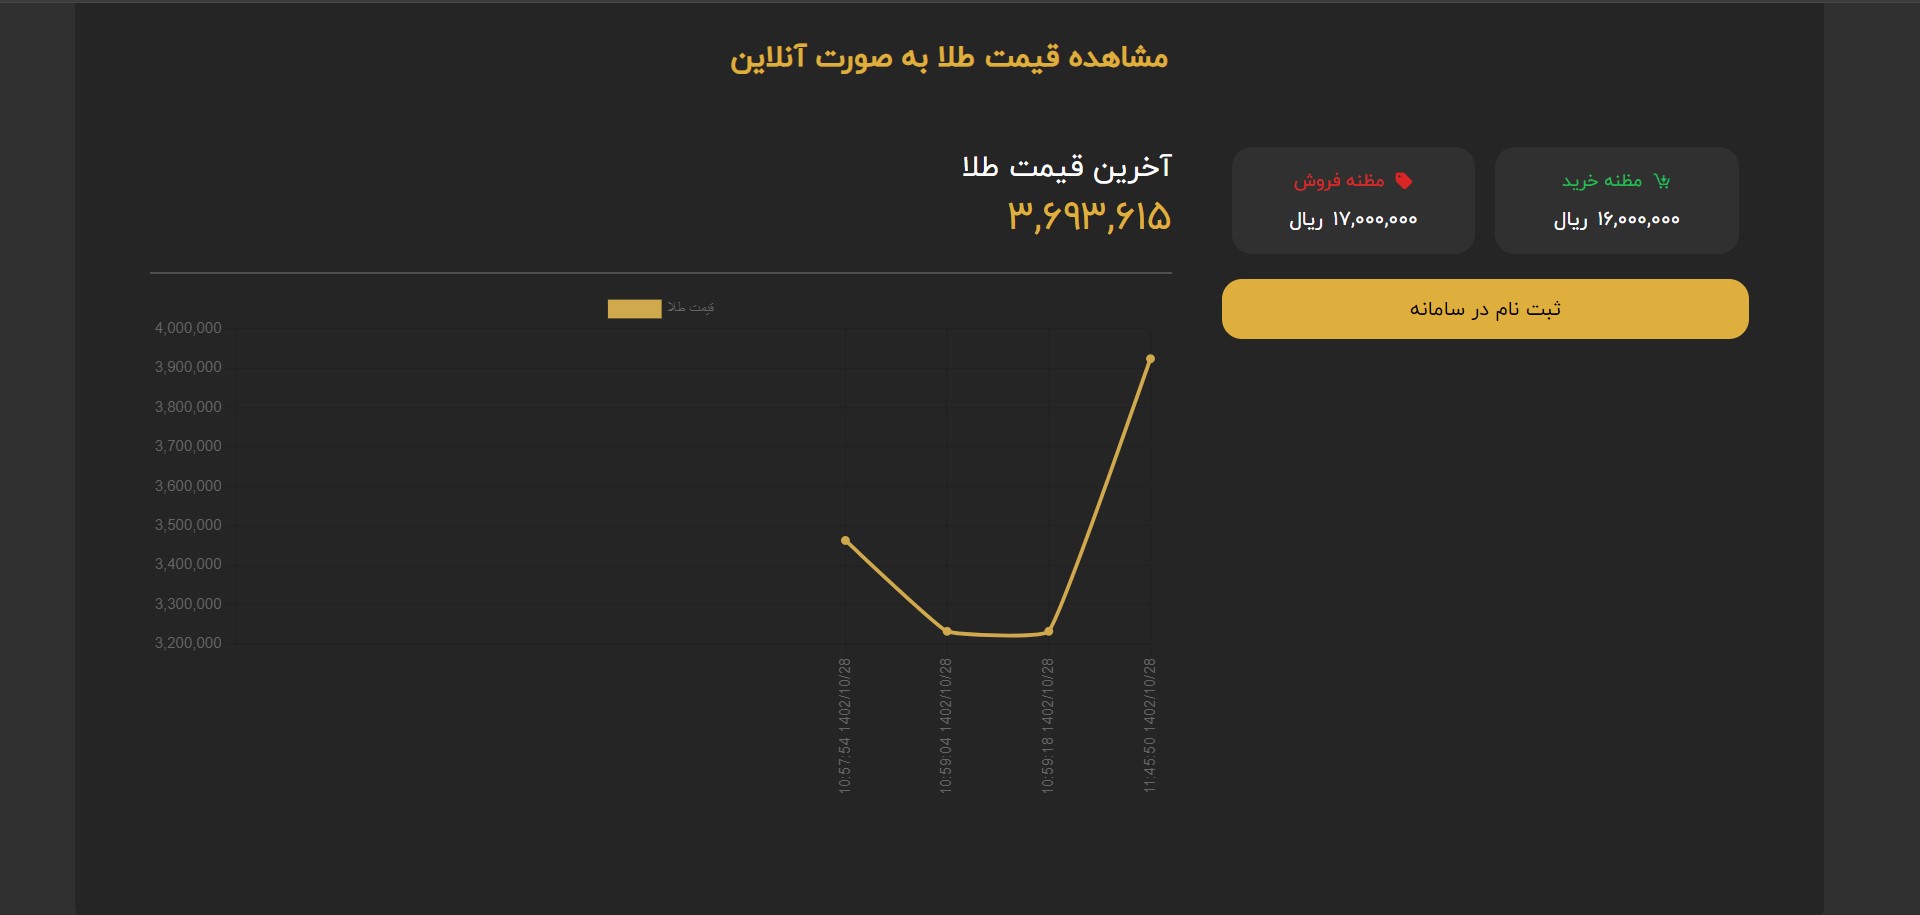 مشاهده قیمت طلا به صورت آنلاین
مظنه خرید
۱۶,۰۰۰,۰۰۰ ریال
مظنه فروش
۱۷,۰۰۰,۰۰۰ ریال
ثبت نام در سامانه
آخرین قیمت طلا
۳,۶۹۳,۶۱۵
قیمت طلا
4,000,000
3,900,000
3,800,000
3,700,000
3,600,000
3,500,000
3,400,000
3,300,000
3,200,000
10:57:54 1402/10/28
10:59:04 1402/10/28
10:59:18 1402/10/28
11:45:50 1402/10/28